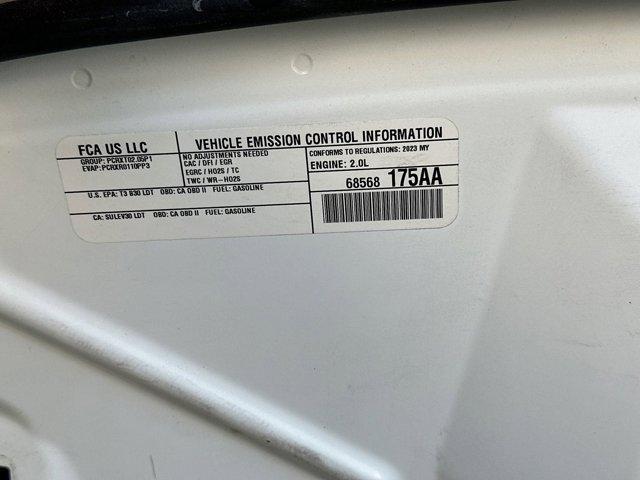 FCA US LLC
GROUP: PCRXT02.05P1
EVAP: PCRXR0110PP3
VEHICLE EMISSION CONTROL INFORMATION
NO ADJUSTMENTS NEEDED
CAC / DFI / EGR
EGRC / HO2S / TC
TWC / WR-HO2S
CONFORMS TO REGULATIONS: 2023 MY
ENGINE: 2.0L
68568 175AA
U.S. EPA: T3 B30 LDT OBD: CA OBD II FUEL: GASOLINE
CA: SULEV30 LDT OBD: CA OBD II FUEL: GASOLINE